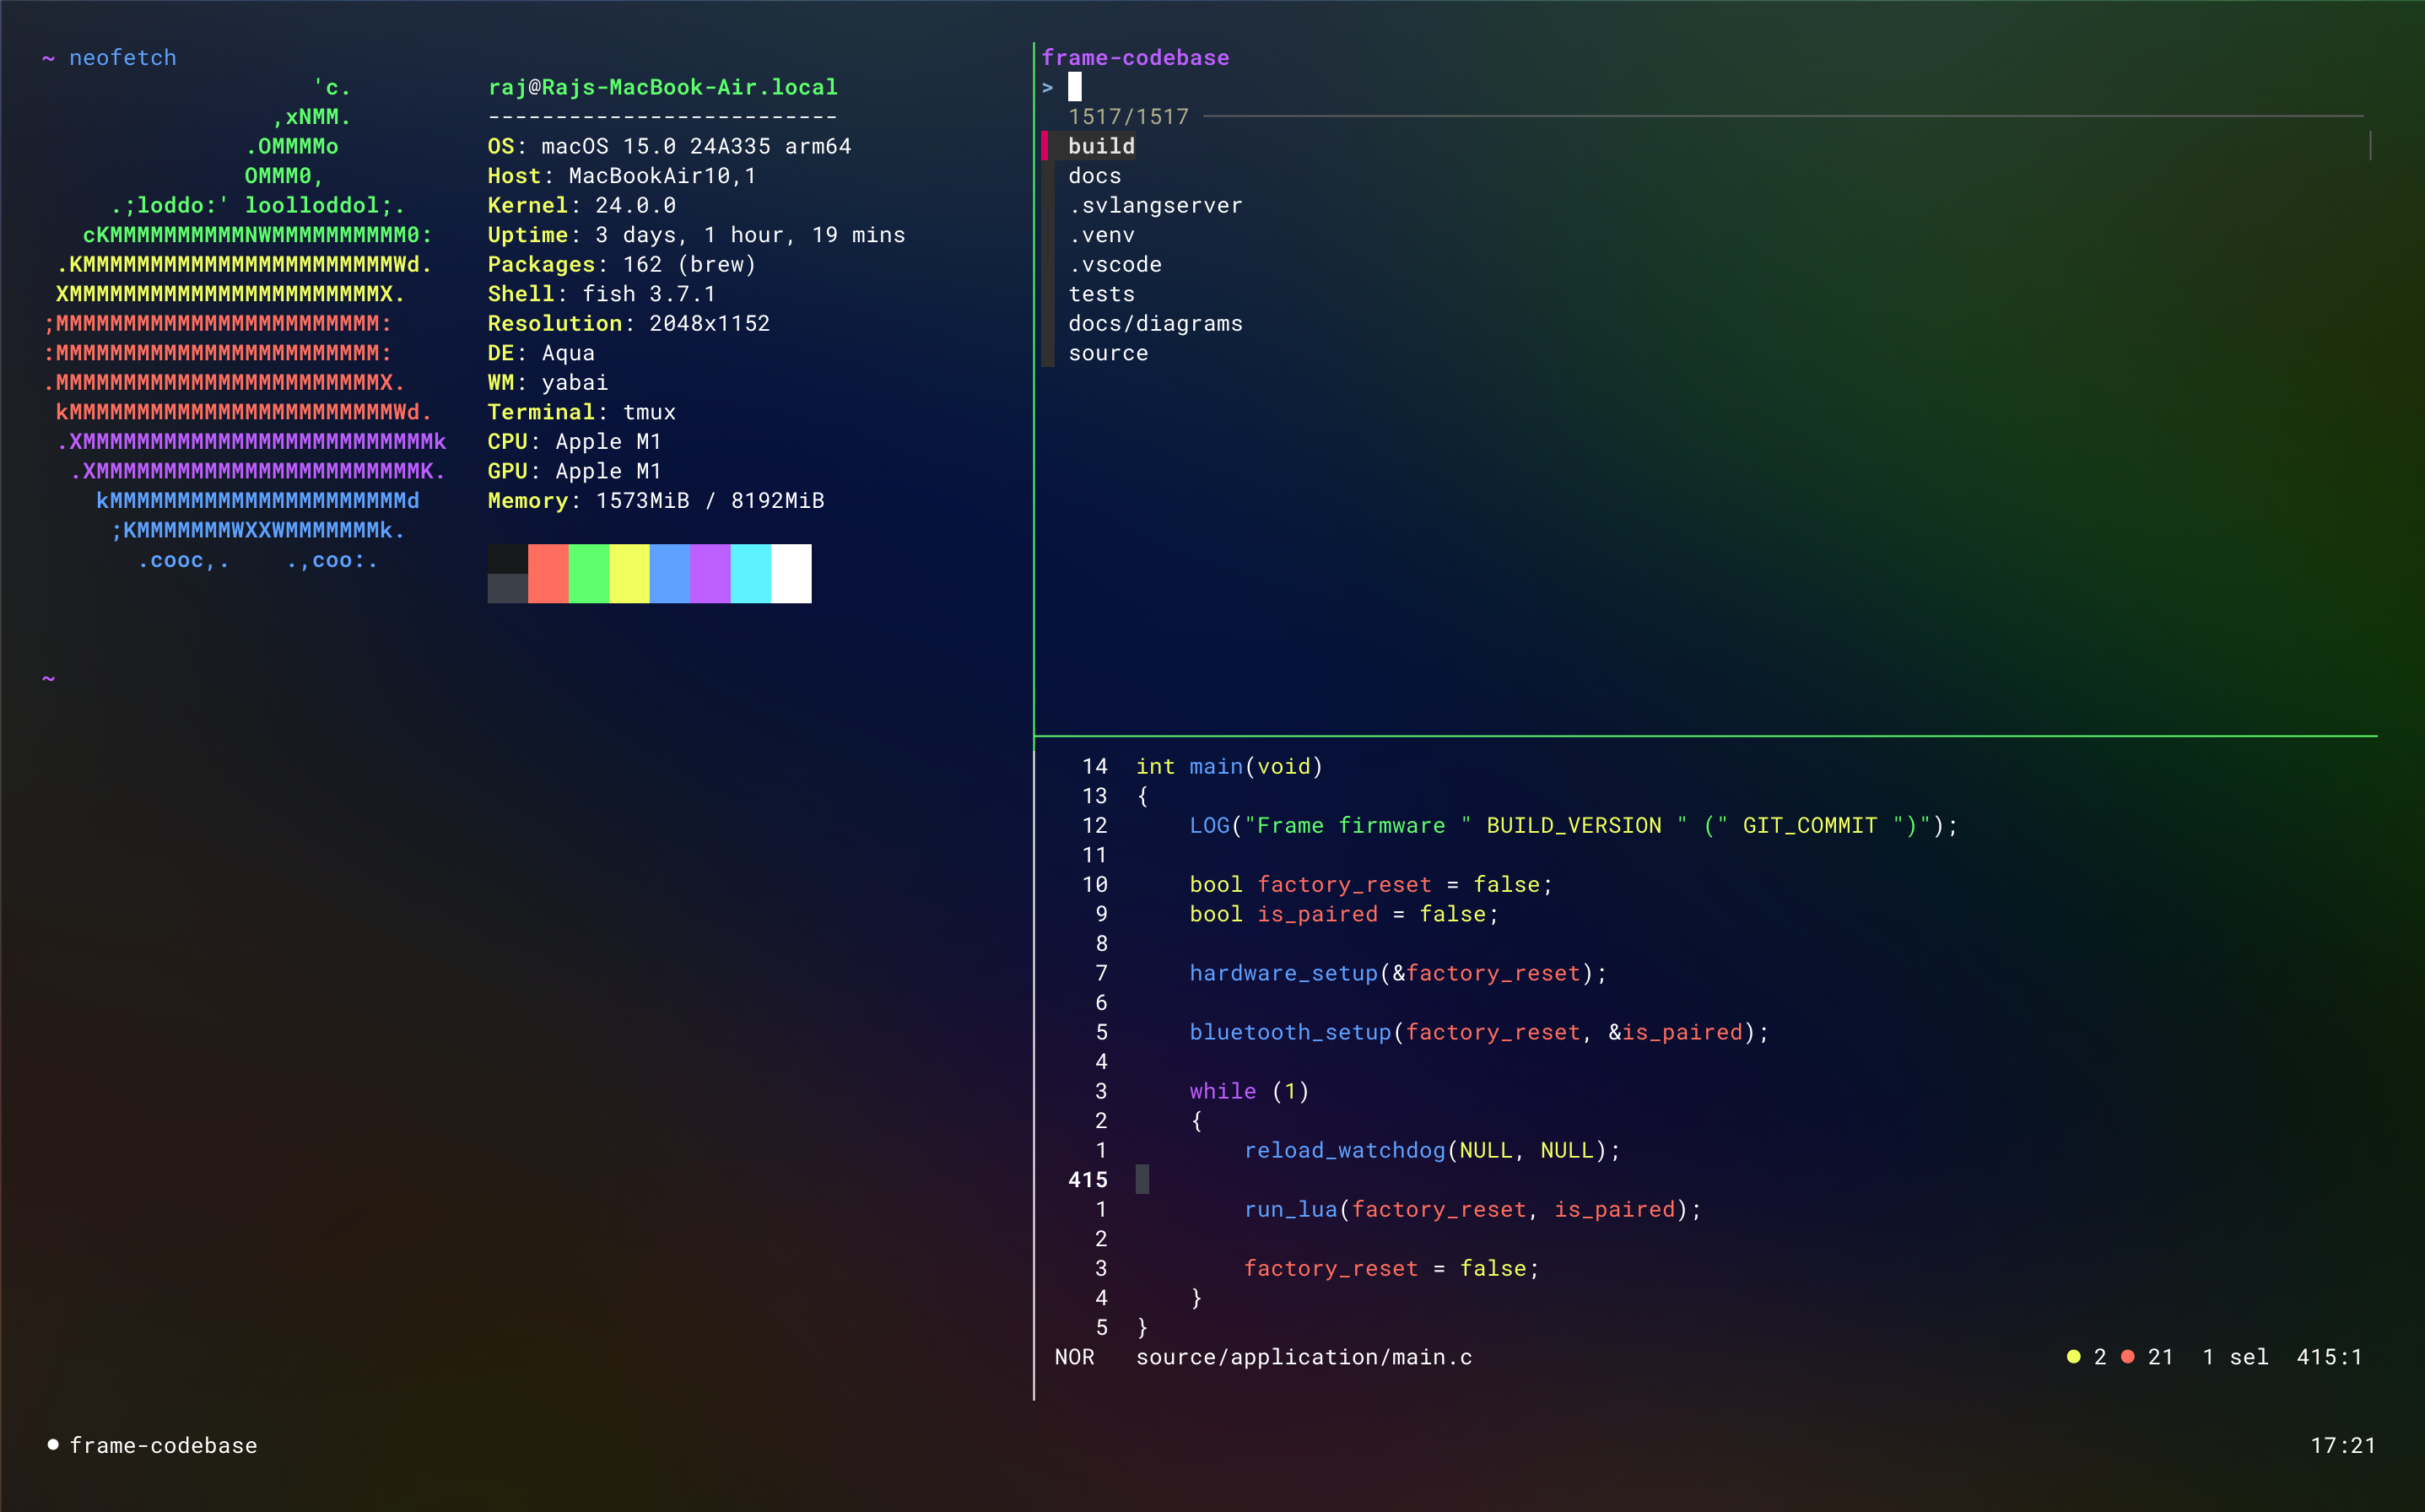 ~ neofetch
                    'c.          raj@Rajs-MacBook-Air.local
                 ,xNMM.          --------------------------
               .OMMMMo           OS: macOS 15.0 24A335 arm64
               OMMM0,            Host: MacBookAir10,1
     .;loddo:' loolloddol;.      Kernel: 24.0.0
   cKMMMMMMMMMMNWMMMMMMMMMM0:    Uptime: 3 days, 1 hour, 19 mins
 .KMMMMMMMMMMMMMMMMMMMMMMMWd.    Packages: 162 (brew)
 XMMMMMMMMMMMMMMMMMMMMMMMX.      Shell: fish 3.7.1
;MMMMMMMMMMMMMMMMMMMMMMMM:       Resolution: 2048x1152
:MMMMMMMMMMMMMMMMMMMMMMMM:       DE: Aqua
.MMMMMMMMMMMMMMMMMMMMMMMMX.      WM: yabai
 kMMMMMMMMMMMMMMMMMMMMMMMMWd.    Terminal: tmux
 .XMMMMMMMMMMMMMMMMMMMMMMMMMMk   CPU: Apple M1
  .XMMMMMMMMMMMMMMMMMMMMMMMMK.   GPU: Apple M1
    kMMMMMMMMMMMMMMMMMMMMMMd     Memory: 1573MiB / 8192MiB
     ;KMMMMMMMWXXWMMMMMMMk.
       .cooc,.    .,coo:.
~
frame-codebase
>
1517/1517
build
docs
.svlangserver
.venv
.vscode
tests
docs/diagrams
source
14 int main(void)
13 {
12     LOG("Frame firmware " BUILD_VERSION " (" GIT_COMMIT ")");
11
10     bool factory_reset = false;
9     bool is_paired = false;
8
7     hardware_setup(&factory_reset);
6
5     bluetooth_setup(factory_reset, &is_paired);
4
3     while (1)
2     {
1         reload_watchdog(NULL, NULL);
415
1         run_lua(factory_reset, is_paired);
2
3         factory_reset = false;
4     }
5 }
NOR source/application/main.c ● 2 ● 21 1 sel 415:1
● frame-codebase 17:21